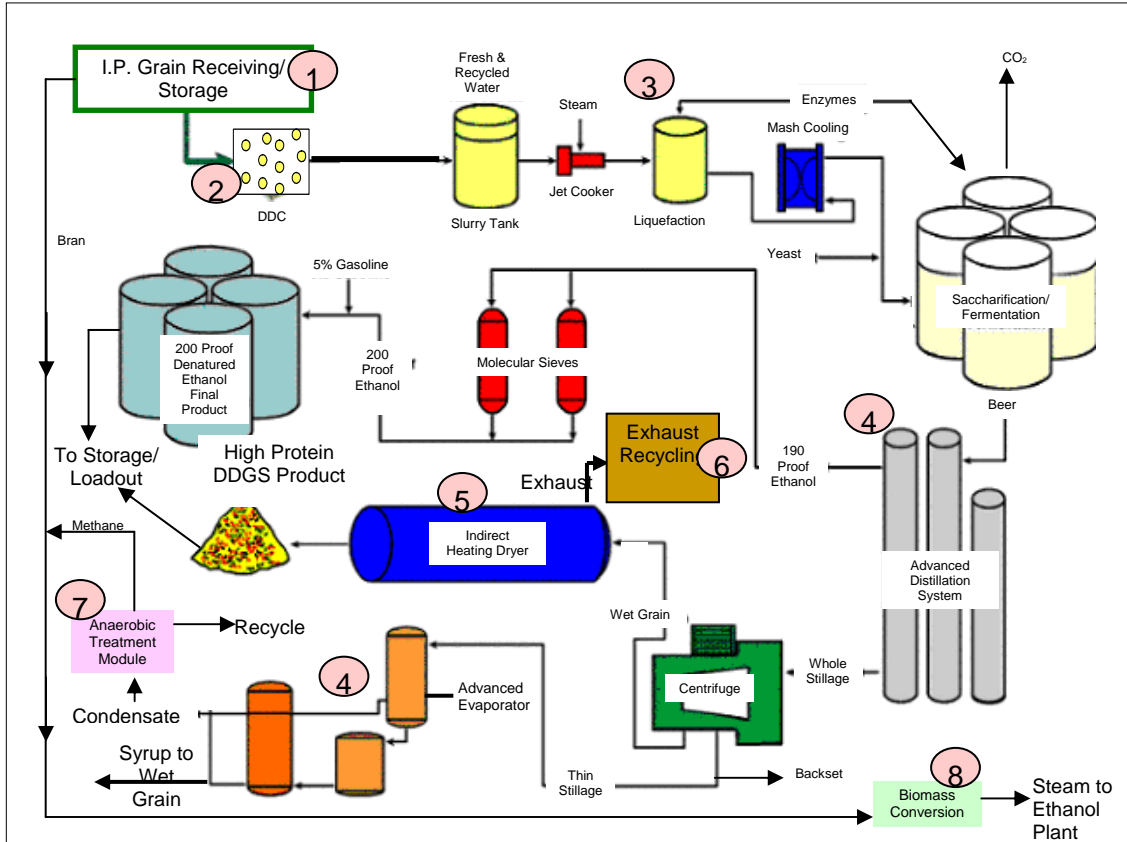 I.P. Grain Receiving/
Storage
1
2
DDC
Fresh &
Recycled
Water
Slurry Tank
Steam
Jet Cooker
3
Liquefaction
Enzymes
Mash Cooling
CO₂
Yeast
Saccharification/
Fermentation
Bran
5% Gasoline
200 Proof
Denatured
Ethanol
Final
Product
200
Proof
Ethanol
Molecular Sieves
Beer
4
190
Proof
Ethanol
Advanced
Distillation
System
To Storage/
Loadout
High Protein
DDGS Product
Exhaust
Recycling
6
Exhaust
5
Indirect
Heating Dryer
Methane
7
Anaerobic
Treatment
Module
Recycle
Wet Grain
Centrifuge
Whole
Stillage
4
Advanced
Evaporator
Condensate
Syrup to
Wet
Grain
Thin
Stillage
Backset
8
Biomass
Conversion
Steam to
Ethanol
Plant